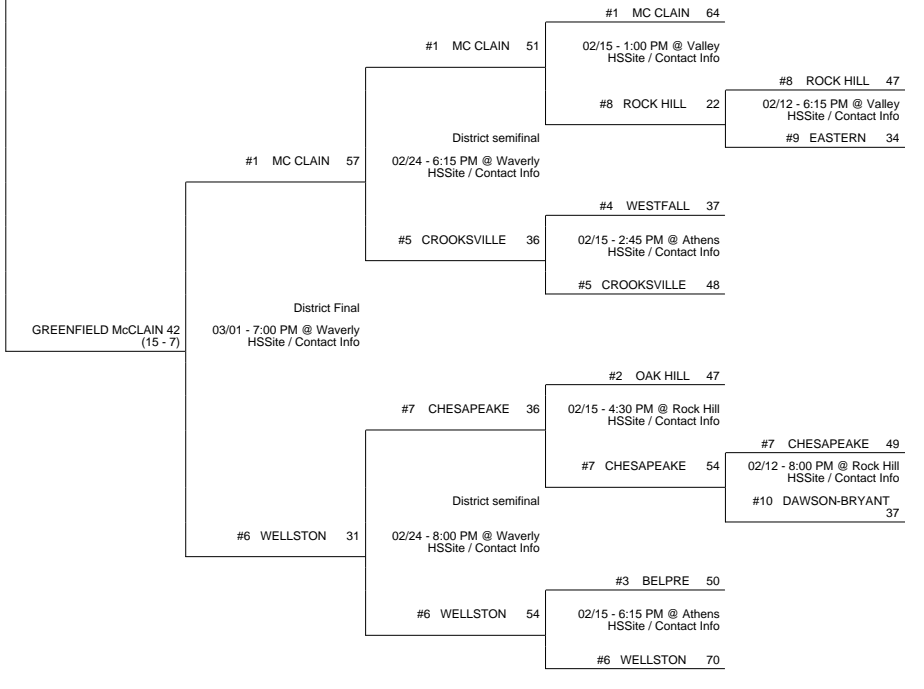 #1 MC CLAIN 64
#1 MC CLAIN 51
02/15 - 1:00 PM @ Valley
HSSite / Contact Info
#8 ROCK HILL 47
#8 ROCK HILL 22
02/12 - 6:15 PM @ Valley
HSSite / Contact Info
#9 EASTERN 34
District semifinal
#1 MC CLAIN 57
02/24 - 6:15 PM @ Waverly
HSSite / Contact Info
#4 WESTFALL 37
#5 CROOKSVILLE 36
02/15 - 2:45 PM @ Athens
HSSite / Contact Info
#5 CROOKSVILLE 48
District Final
GREENFIELD McCLAIN 42
(15 - 7)
03/01 - 7:00 PM @ Waverly
HSSite / Contact Info
#2 OAK HILL 47
#7 CHESAPEAKE 36
02/15 - 4:30 PM @ Rock Hill
HSSite / Contact Info
#7 CHESAPEAKE 49
#7 CHESAPEAKE 54
02/12 - 8:00 PM @ Rock Hill
HSSite / Contact Info
#10 DAWSON-BRYANT
37
District semifinal
#6 WELLSTON 31
02/24 - 8:00 PM @ Waverly
HSSite / Contact Info
#3 BELPRE 50
#6 WELLSTON 54
02/15 - 6:15 PM @ Athens
HSSite / Contact Info
#6 WELLSTON 70